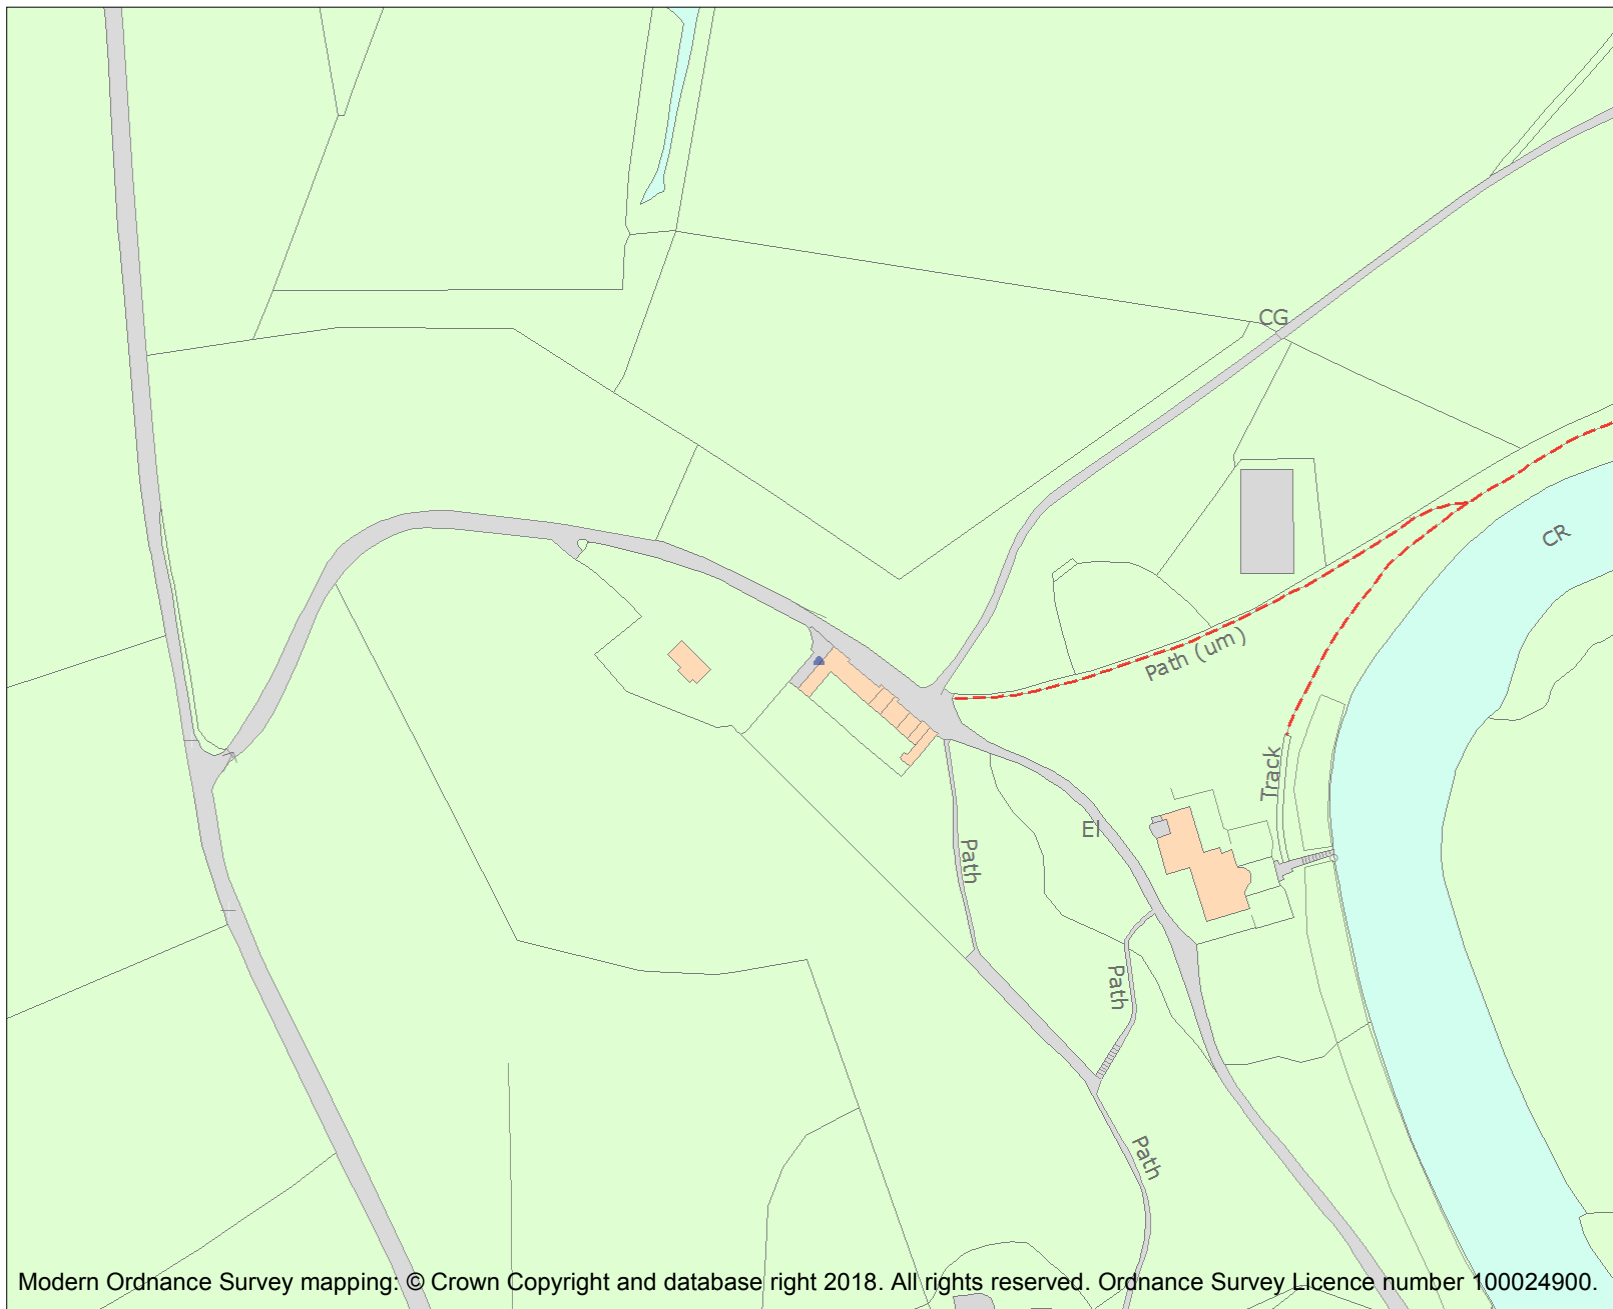 CG
CR
Path (um)
Track
El
Path
Path
Path
Modern Ordnance Survey mapping: © Crown Copyright and database right 2018. All rights reserved. Ordnance Survey Licence number 100024900.